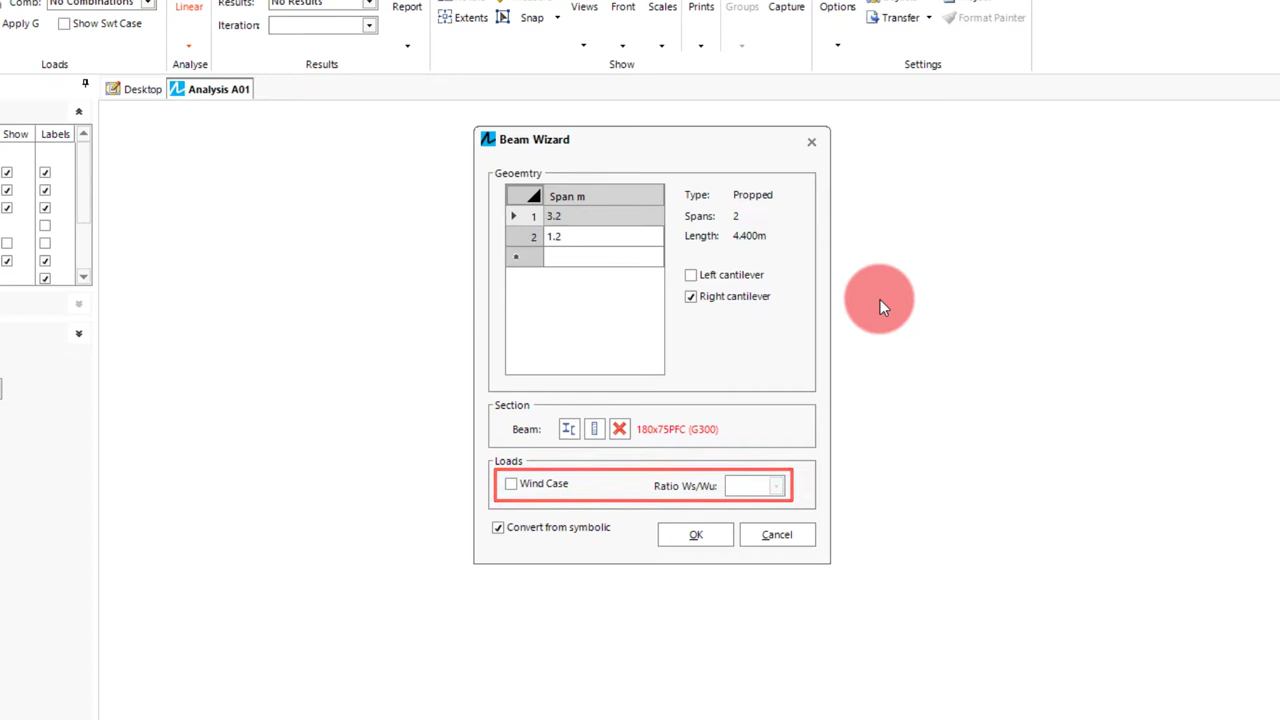 Comb: No Combinations
Linear
Results: No Results
Report
Views
Front
Scales
Prints
Groups
Capture
Options
Apply G
Show Swt Case
Iteration:
Extents
Snap
Transfer
Format Painter
Loads
Analyse
Results
Show
Settings
Desktop
Analysis A01
Show
Labels
Beam Wizard
Geoemtry
Span m
1 3.2
2 1.2
*
Type: Propped
Spans: 2
Length: 4.400m
Left cantilever
Right cantilever
Section
Beam: 180x75PFC (G300)
Loads
Wind Case
Ratio Ws/Wu:
Convert from symbolic
OK
Cancel